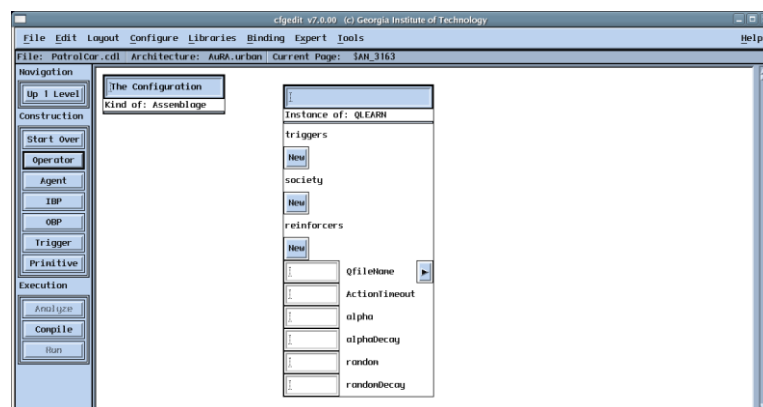 cfgedit v7.0.00 (c) Georgia Institute of Technology
File Edit Layout Configure Libraries Binding Expert Tools Help
File: PatrolCar.cdl Architecture: AuRA.urban Current Page: $AN_3163
Navigation
Up 1 Level
Construction
Start Over
Operator
Agent
IBP
OBP
Trigger
Primitive
Execution
Analyze
Compile
Run
The Configuration
Kind of: Assemblage
Instance of: QLEARN
triggers
New
society
New
reinforcers
New
QfileName
ActionTimeout
alpha
alphaDecay
random
randomDecay